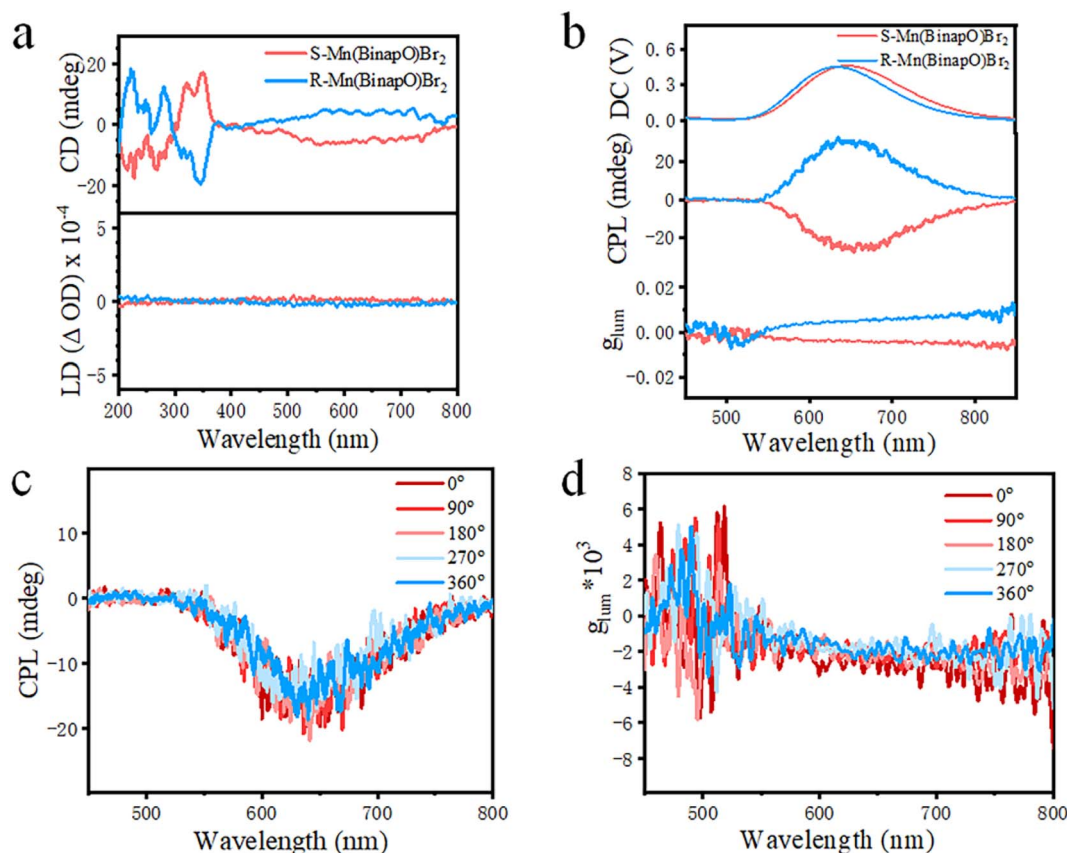 a
S-Mn(BinapO)Br₂
R-Mn(BinapO)Br₂
CD (mdeg)
20
0
-20
LD (Δ OD) x 10⁻⁴
5
0
-5
200 300 400 500 600 700 800
Wavelength (nm)
b
S-Mn(BinapO)Br₂
R-Mn(BinapO)Br₂
DC (V)
0.6
0.3
0.0
CPL (mdeg)
20
0
-20
g_lum
0.02
0.00
-0.02
500 600 700 800
Wavelength (nm)
c
0°
90°
180°
270°
360°
CPL (mdeg)
10
0
-10
-20
500 600 700 800
Wavelength (nm)
d
0°
90°
180°
270°
360°
g_lum*10³
8
6
4
2
0
-2
-4
-6
-8
500 600 700 800
Wavelength (nm)